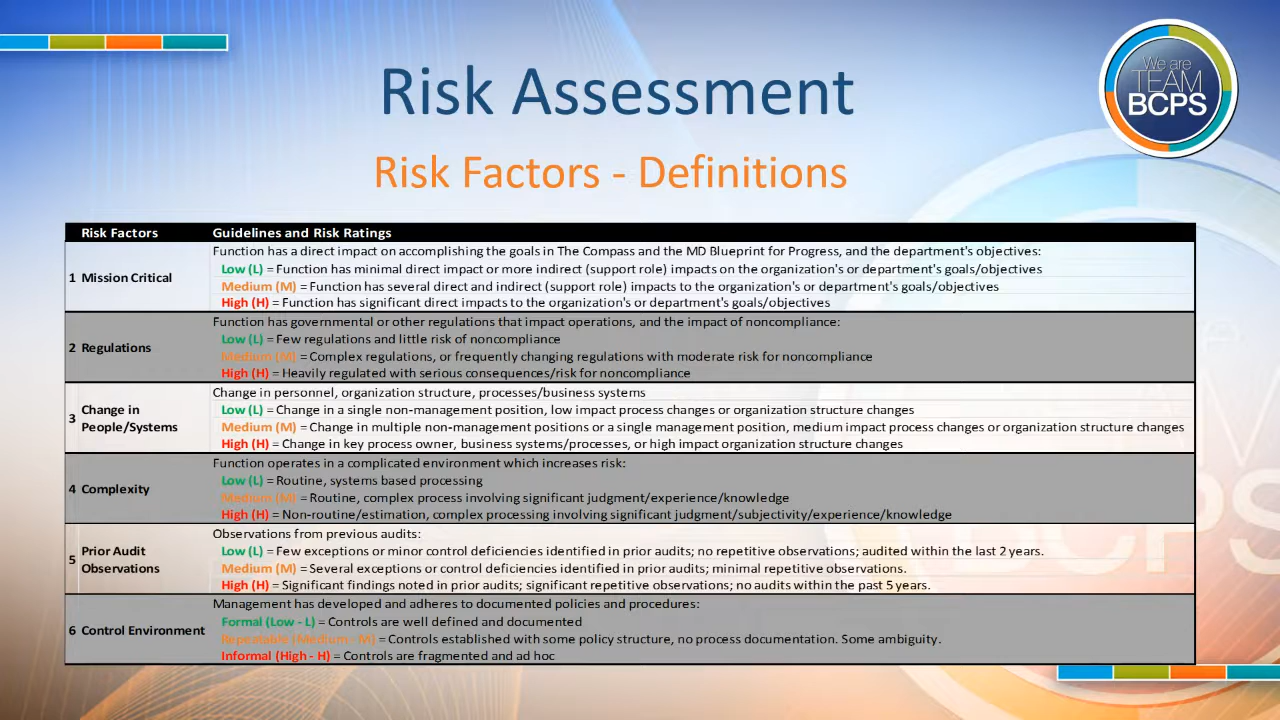 We are
TEAM
BCPS
Risk Assessment
Risk Factors - Definitions
Risk Factors Guidelines and Risk Ratings
1 Mission Critical
Function has a direct impact on accomplishing the goals in The Compass and the MD Blueprint for Progress, and the department's objectives:
Low (L) = Function has minimal direct impact or more indirect (support role) impacts on the organization's or department's goals/objectives
Medium (M) = Function has several direct and indirect (support role) impacts to the organization's or department's goals/objectives
High (H) = Function has significant direct impacts to the organization's or department's goals/objectives
2 Regulations
Function has governmental or other regulations that impact operations, and the impact of noncompliance:
Low (L) = Few regulations and little risk of noncompliance
Medium (M) = Complex regulations, or frequently changing regulations with moderate risk for noncompliance
High (H) = Heavily regulated with serious consequences/risk for noncompliance
3 Change in
People/Systems
Change in personnel, organization structure, processes/business systems
Low (L) = Change in a single non-management position, low impact process changes or organization structure changes
Medium (M) = Change in multiple non-management positions or a single management position, medium impact process changes or organization structure changes
High (H) = Change in key process owner, business systems/processes, or high impact organization structure changes
4 Complexity
Function operates in a complicated environment which increases risk:
Low (L) = Routine, systems based processing
Medium (M) = Routine, complex process involving significant judgment/experience/knowledge
High (H) = Non-routine/estimation, complex processing involving significant judgment/subjectivity/experience/knowledge
5 Prior Audit
Observations
Observations from previous audits:
Low (L) = Few exceptions or minor control deficiencies identified in prior audits; no repetitive observations; audited within the last 2 years.
Medium (M) = Several exceptions or control deficiencies identified in prior audits; minimal repetitive observations.
High (H) = Significant findings noted in prior audits; significant repetitive observations; no audits within the past 5 years.
6 Control Environment
Management has developed and adheres to documented policies and procedures:
Formal (Low - L) = Controls are well defined and documented
Repeatable (Medium - M) = Controls established with some policy structure, no process documentation. Some ambiguity.
Informal (High - H) = Controls are fragmented and ad hoc
BCPS